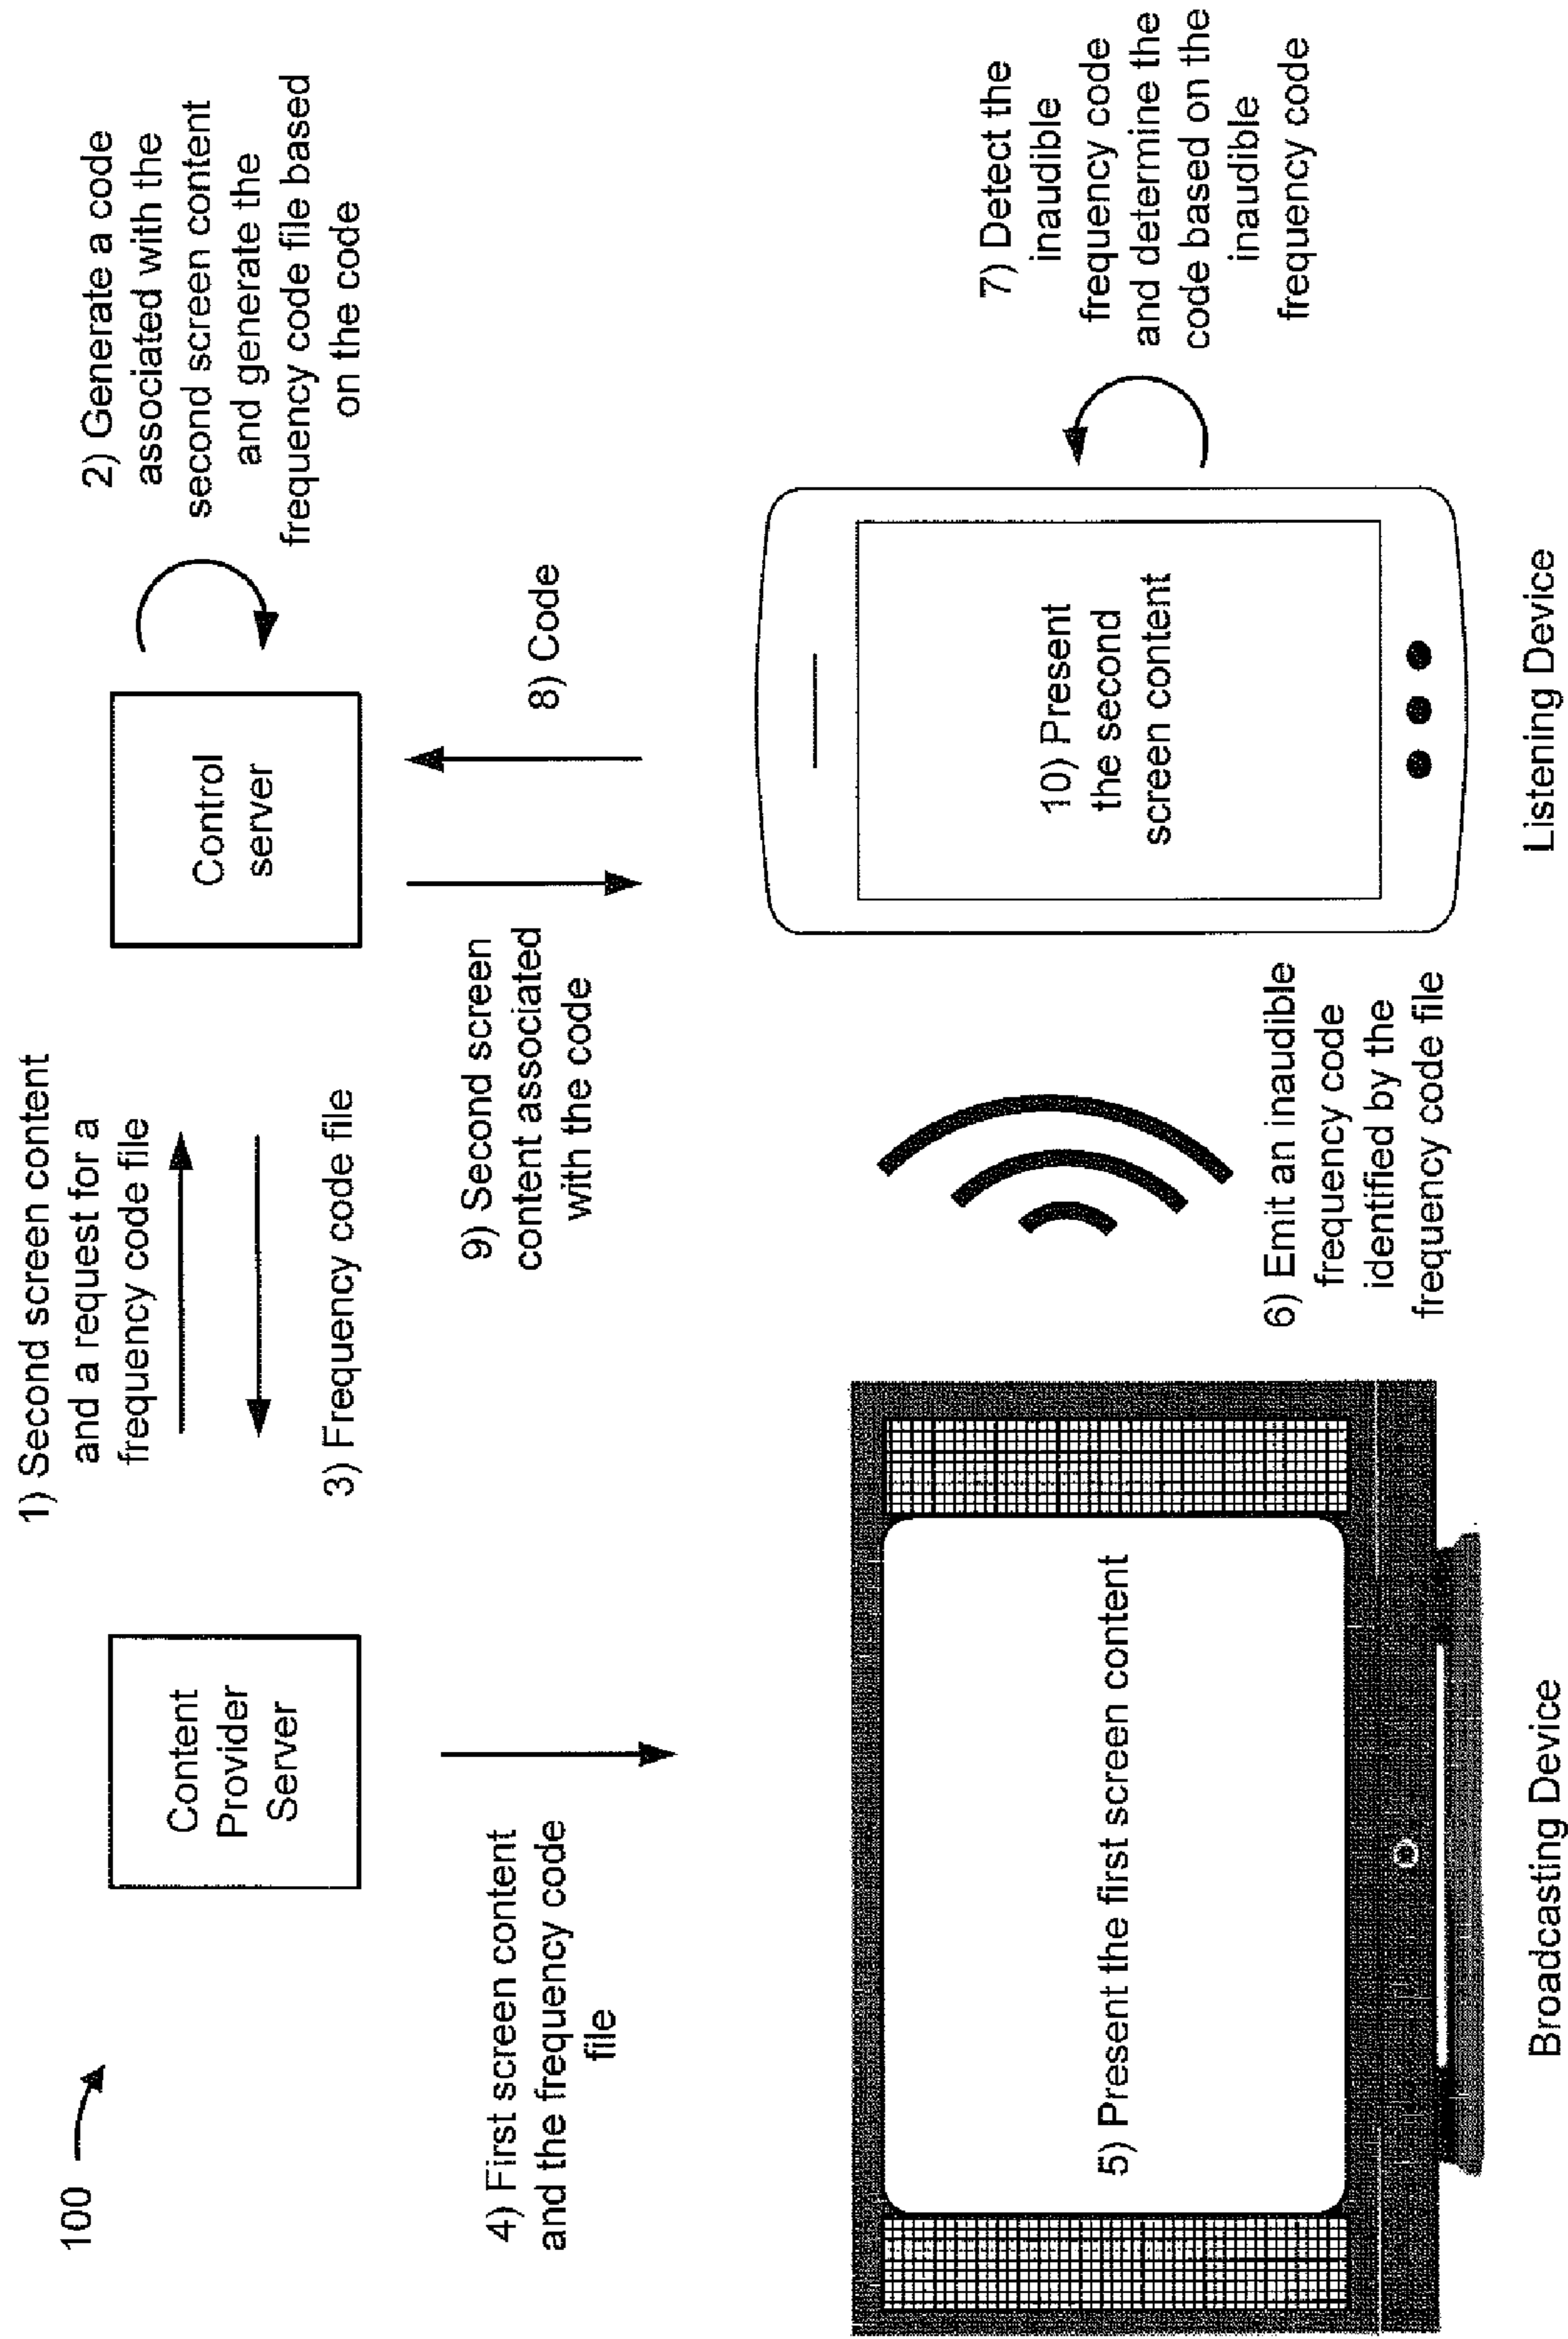 100
1) Second screen content
and a request for a
frequency code file
3) Frequency code file
2) Generate a code
associated with the
second screen content
and generate the
frequency code file based
on the code
Content
Provider
Server
Control
server
4) First screen content
and the frequency code
file
9) Second screen
content associated
with the code
8) Code
5) Present the first screen content
6) Emit an inaudible
frequency code
identified by the
frequency code file
10) Present
the second
screen content
7) Detect the
inaudible
frequency code
and determine the
code based on the
inaudible
frequency code
Broadcasting Device
Listening Device